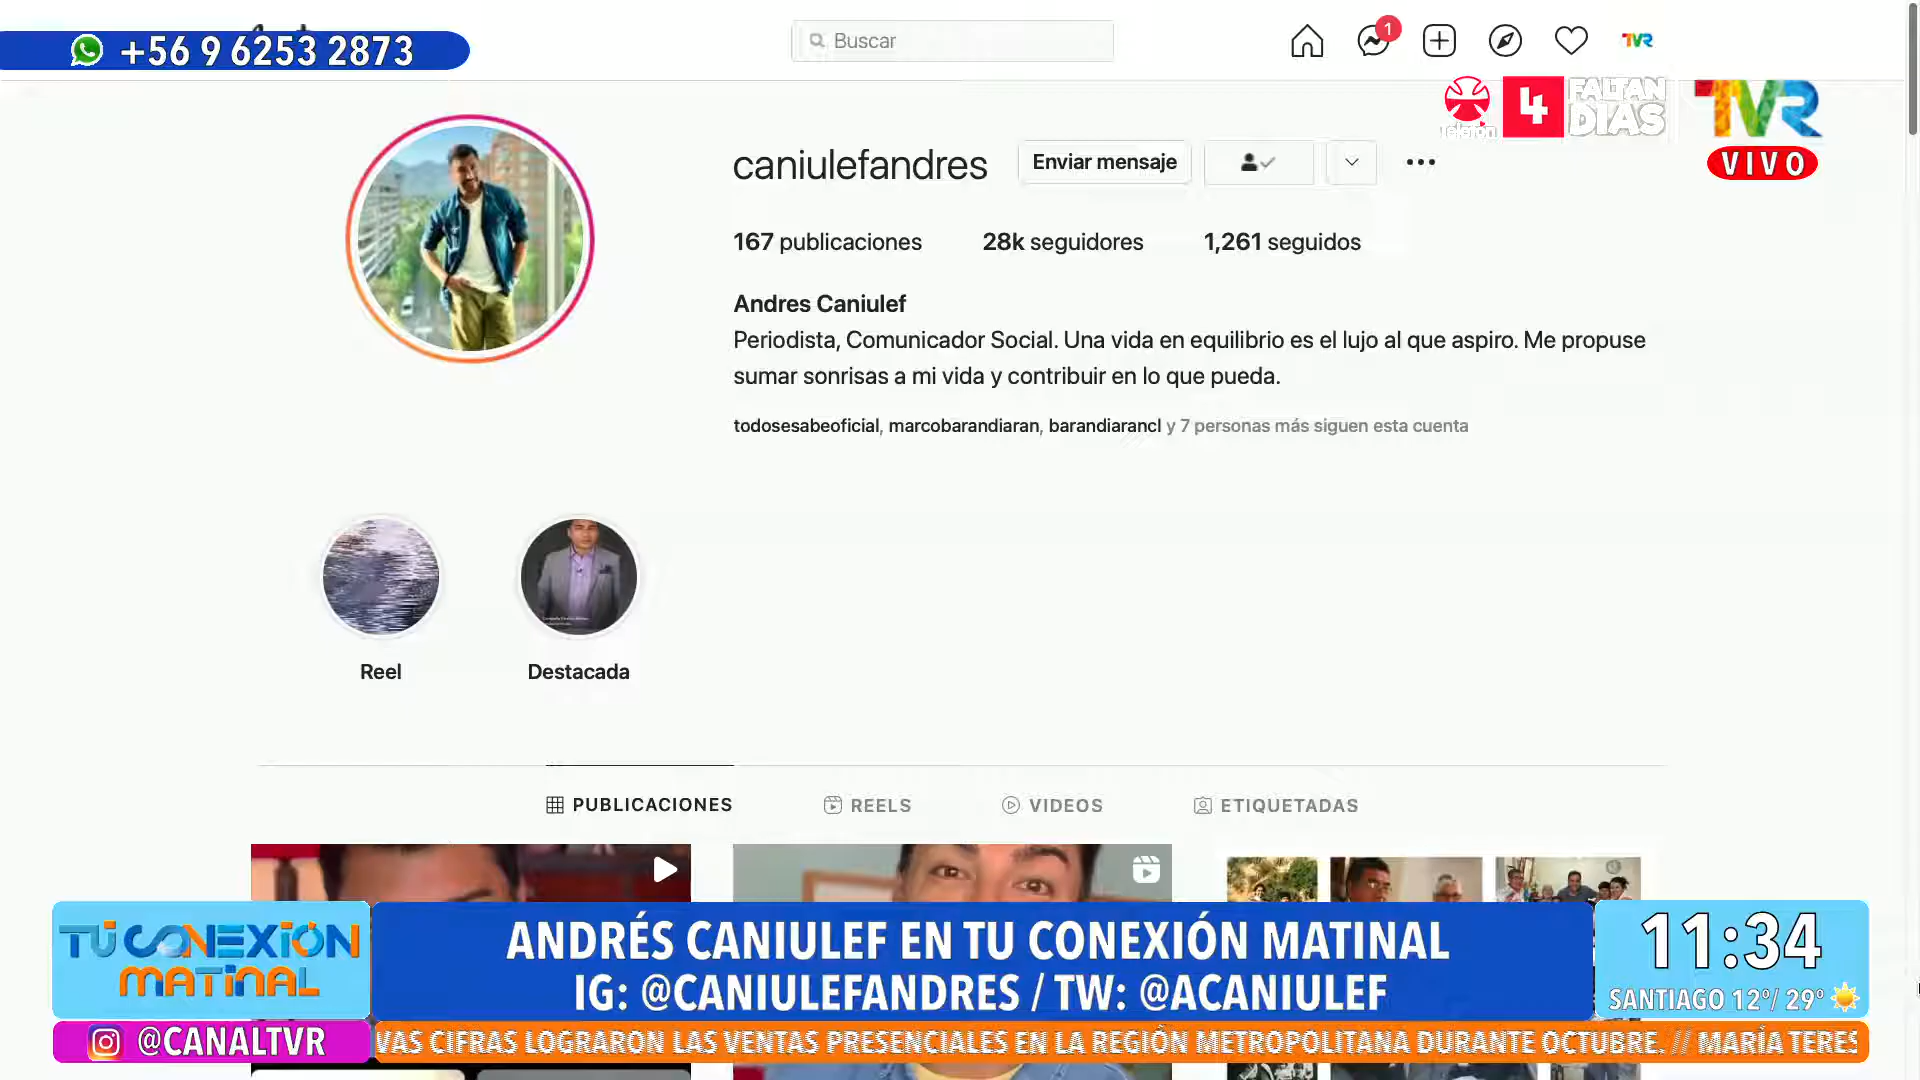 +56 9 6253 2873
Buscar
1
TVR
Teletón
4
FALTAN
DÍAS
TVR
VIVO
caniulefandres
Enviar mensaje
167 publicaciones
28k seguidores
1,261 seguidos
Andres Caniulef
Periodista, Comunicador Social. Una vida en equilibrio es el lujo al que aspiro. Me propuse
sumar sonrisas a mi vida y contribuir en lo que pueda.
todosesabeoficial, marcobarandiaran, barandiarancl y 7 personas más siguen esta cuenta
Reel
Destacada
PUBLICACIONES
REELS
VIDEOS
ETIQUETADAS
TÚ CONEXIÓN
MATINAL
ANDRÉS CANIULEF EN TU CONEXIÓN MATINAL
IG: @CANIULEFANDRES / TW: @ACANIULEF
11:34
SANTIAGO 12º/ 29º
@CANALTVR
VAS CIFRAS LOGRARON LAS VENTAS PRESENCIALES EN LA REGIÓN METROPOLITANA DURANTE OCTUBRE. // MARÍA TERES